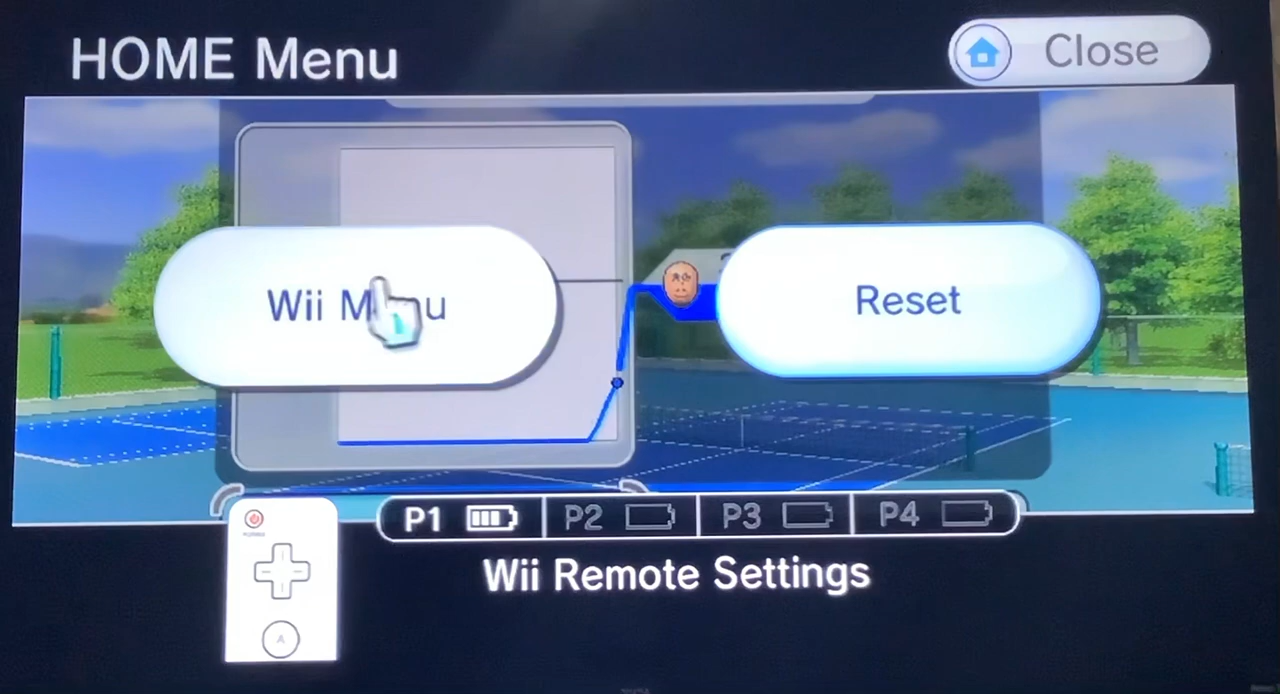 HOME Menu
Close
Wii Menu
Reset
P1
P2
P3
P4
Wii Remote Settings
A